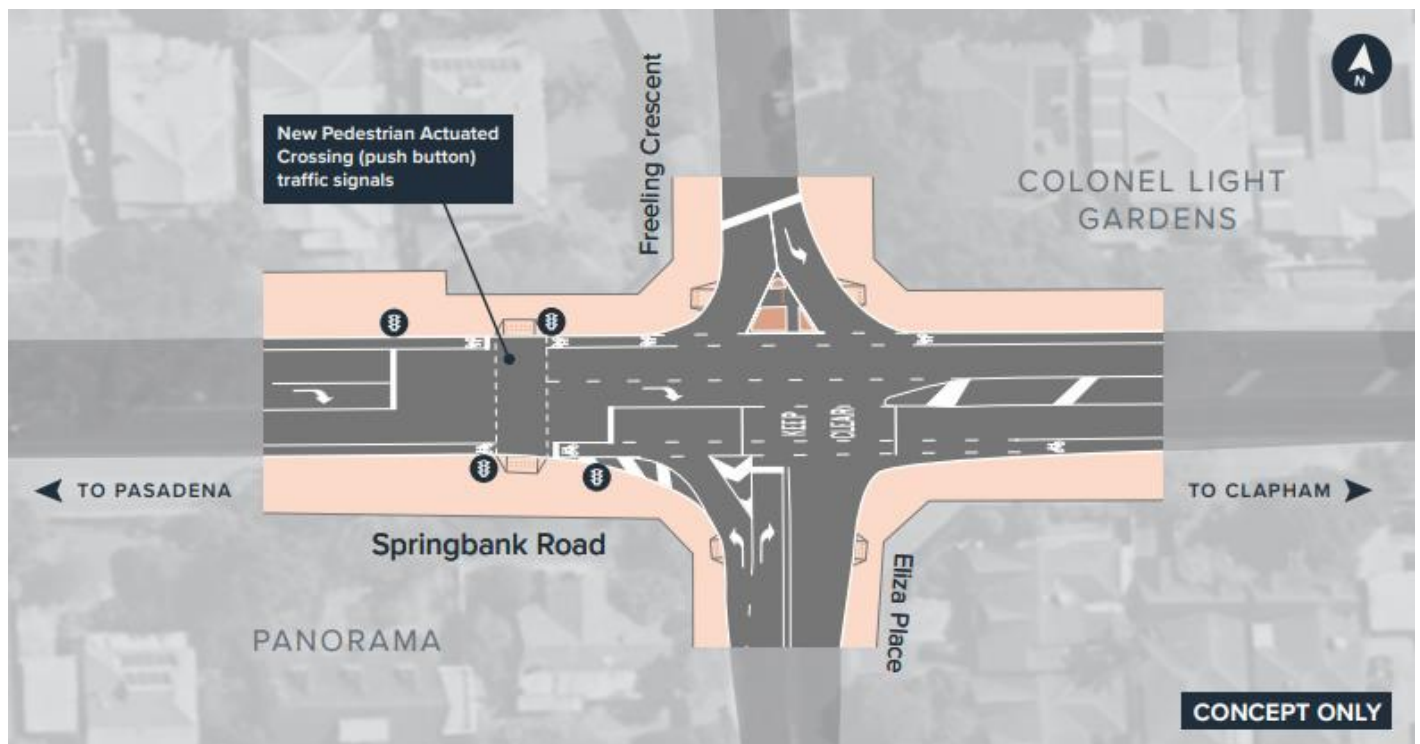 N
New Pedestrian Actuated
Crossing (push button)
traffic signals
Freeling Crescent
COLONEL LIGHT
GARDENS
KEEP
CLEAR
TO PASADENA
TO CLAPHAM
Springbank Road
Eliza Place
PANORAMA
CONCEPT ONLY